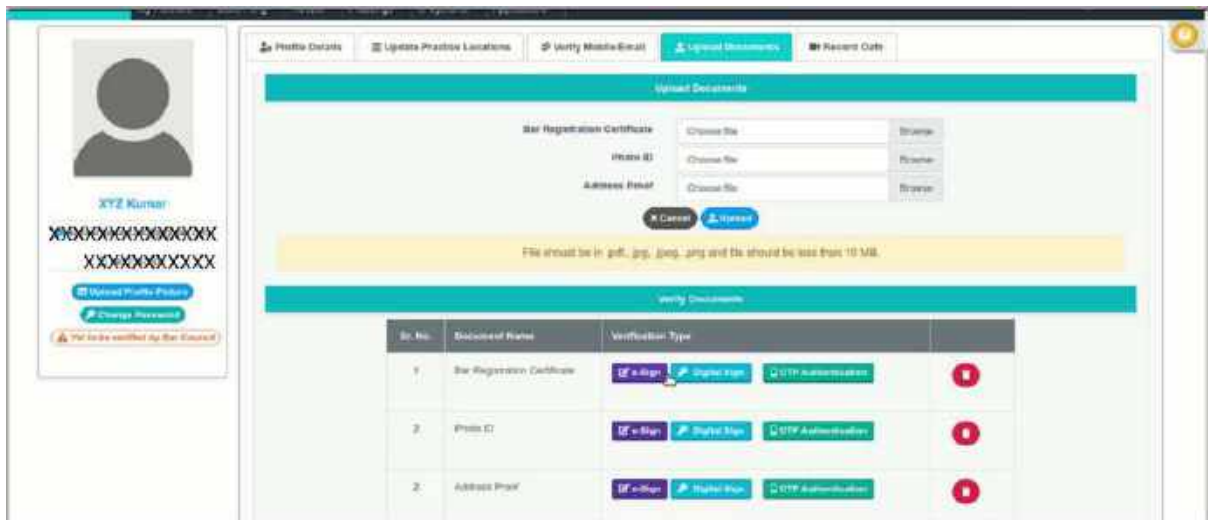 Profile Details
Update Practice Locations
Verify Mobile/Email
Upload Documents
Record Oath
Upload Documents
Bar Registration Certificate
Choose file
Browse
Photo ID
Choose file
Browse
Address Proof
Choose file
Browse
Cancel
Upload
File should be in .pdf, .jpg, .jpeg, .png and file should be less than 10 MB.
XYZ Kumar
XXXXXXXXXXX
Upload Profile Picture
Change Password
Yet to be verified by Bar Council
Verify Documents
Sr. No.
Document Name
Verification Type
1
Bar Registration Certificate
e-Sign
Digital Sign
OTP Authentication
2
Photo ID
e-Sign
Digital Sign
OTP Authentication
2
Address Proof
e-Sign
Digital Sign
OTP Authentication